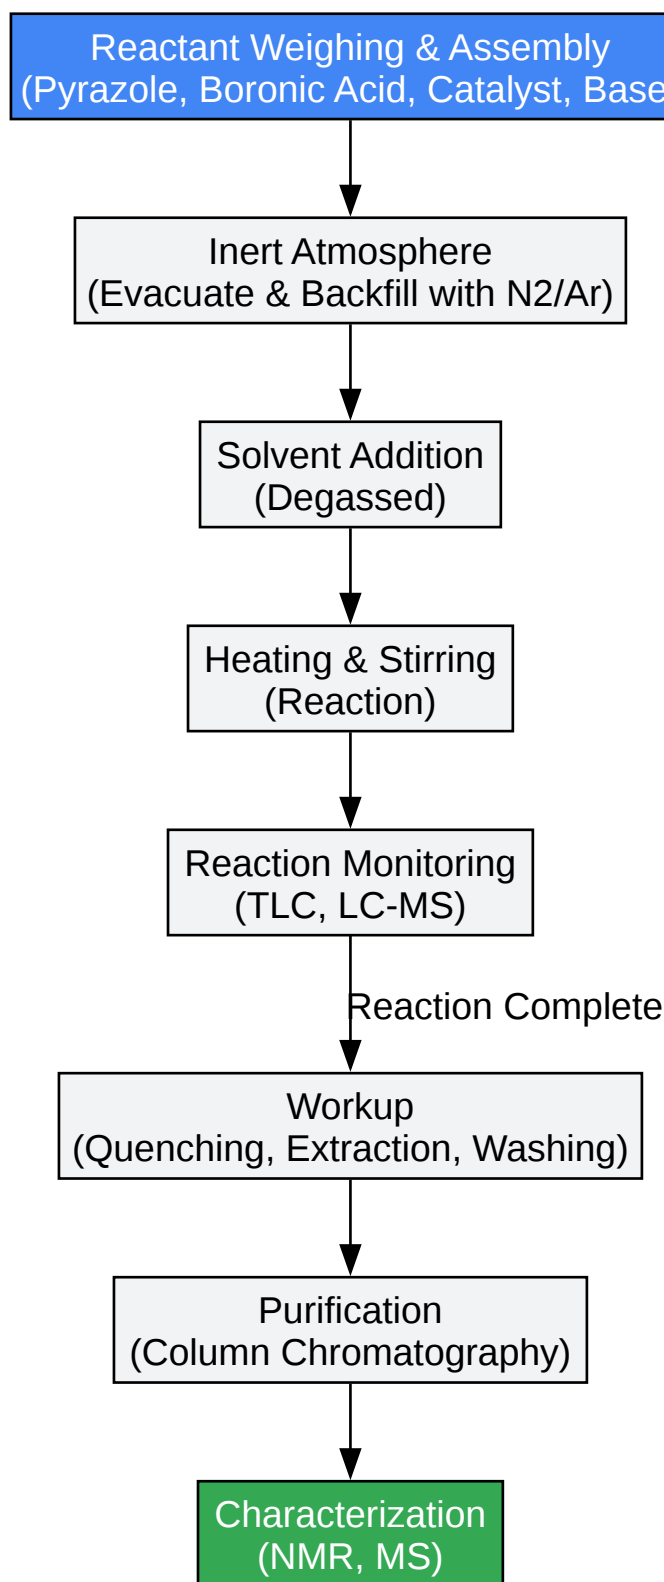 Reactant Weighing & Assembly
(Pyrazole, Boronic Acid, Catalyst, Base
Inert Atmosphere
(Evacuate & Backfill with N2/Ar)
Solvent Addition
(Degassed)
Heating & Stirring
(Reaction)
Reaction Monitoring
(TLC, LC-MS)
Reaction Complete
Workup
(Quenching, Extraction, Washing)
Purification
(Column Chromatography)
Characterization
(NMR, MS)